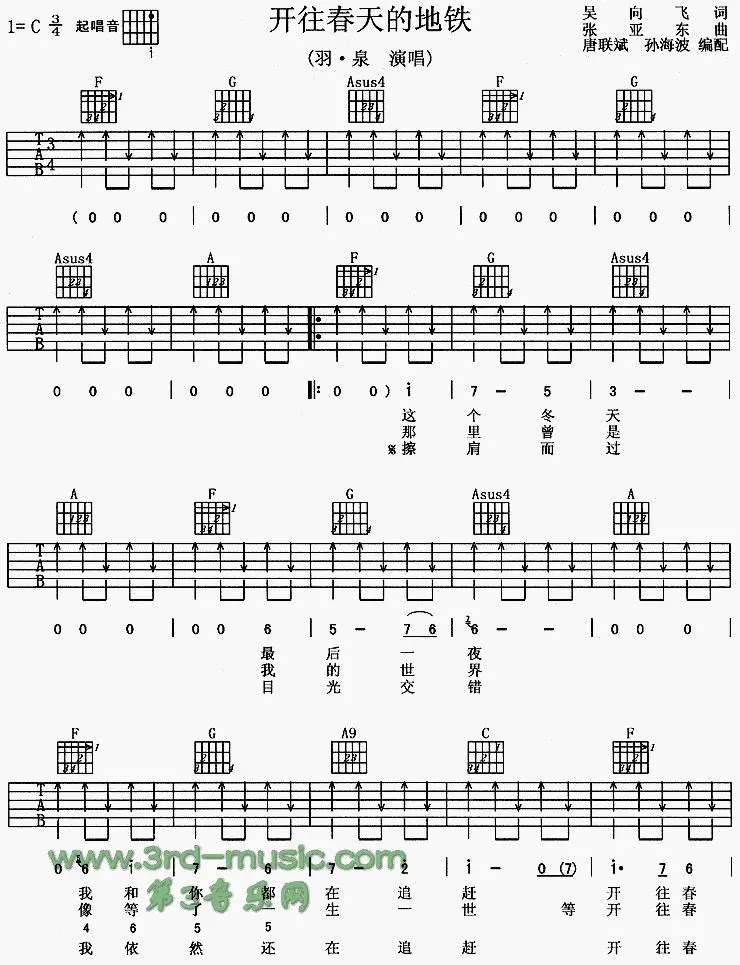 开往春天的地铁
1=C 3/4 起唱音 i
吴向飞 词
张亚东 曲
唐联斌 孙海波 编配
(羽·泉 演唱)
F G Asus4 F G
T A B 3 4
(0 0 0 | 0 0 0 | 0 0 0 | 0 0 0 | 0 0 0 |
Asus4 A F G Asus4
T A B
0 0 0 | 0 0 0 |: 0 0) i | 7 - 5 | 3 - - |
这个冬天
那里曾是
※擦肩而过
A F G Asus4 A
T A B
0 0 0 | 0 0 6 | 5 - 7 6 | 6 - - | 0 0 0 |
最后一夜
我的世界
目光交错
F G A9 C F
T A B
0 6 i | 7 - 6 | 7 - 2 | i - 0 (7) | i· 7 6
我和你都在追赶 开往春
像等了一生一世 等开往春
4 6 5 5
我依然还在追赶 开往春
www.3rd-music.com
第3音乐网